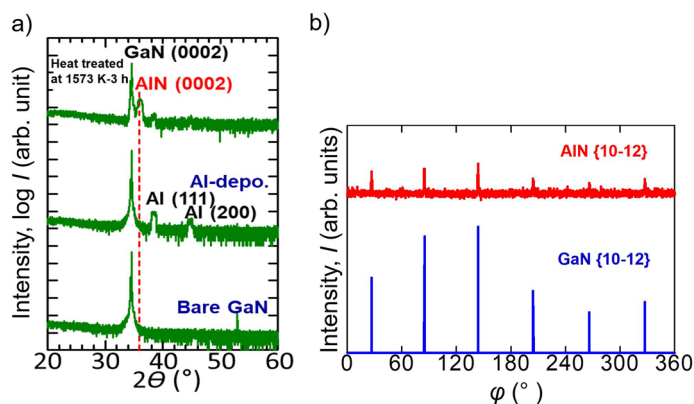 a)
Intensity, log I (arb. unit)
GaN (0002)
Heat treated
at 1573 K-3 h
AlN (0002)
Al-depo.
Al (111)
Al (200)
Bare GaN
20 30 40 50 60
2Θ (°)
b)
Intensity, I (arb. units)
AlN {10-12}
GaN {10-12}
0 60 120 180 240 300 360
φ (° )